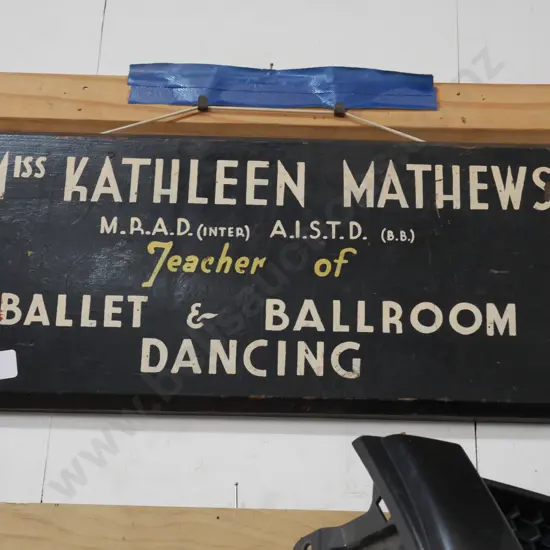 Miss KATHLEEN MATHEWS
M.R.A.D. (INTER) A.I.S.T.D. (B.B.)
Teacher of
BALLET & BALLROOM
DANCING